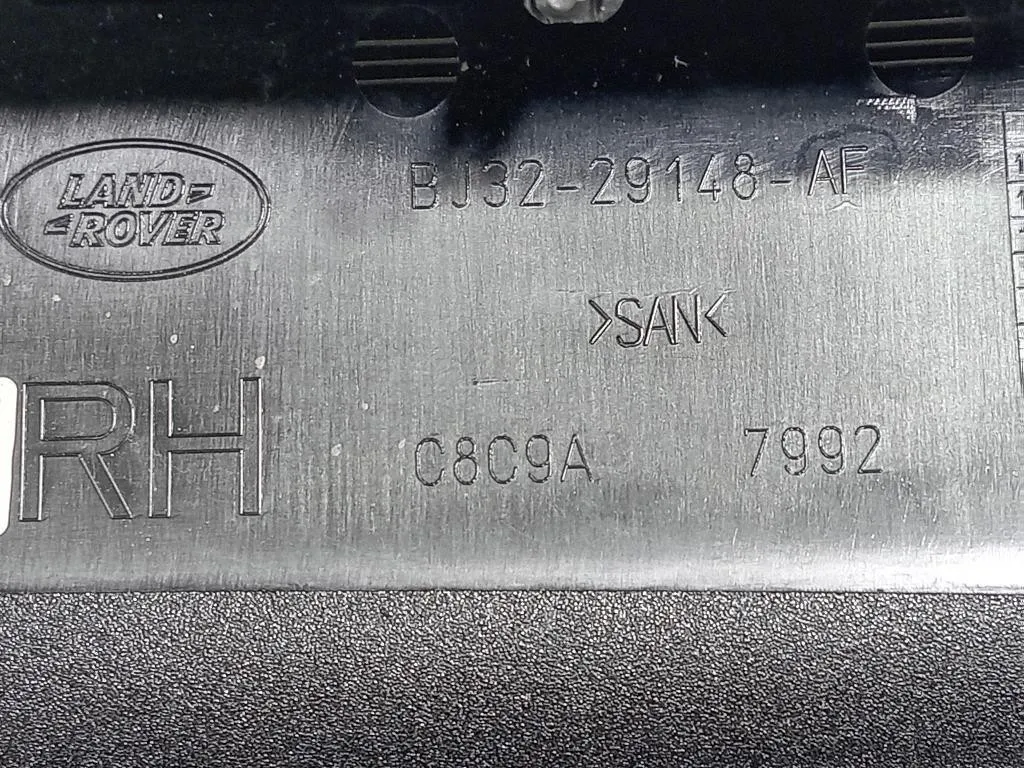 LAND
ROVER
BJ32-29148-AF
>SAN<
RH
C8C9A 7992